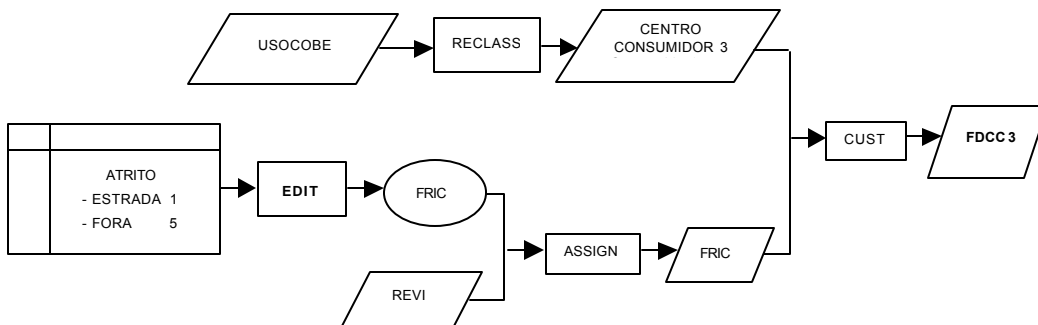 USOCOBE
RECLASS
CENTRO
CONSUMIDOR 3
CUST
FDCC 3
ATRITO
- ESTRADA 1
- FORA 5
EDIT
FRIC
ASSIGN
FRIC
REVI